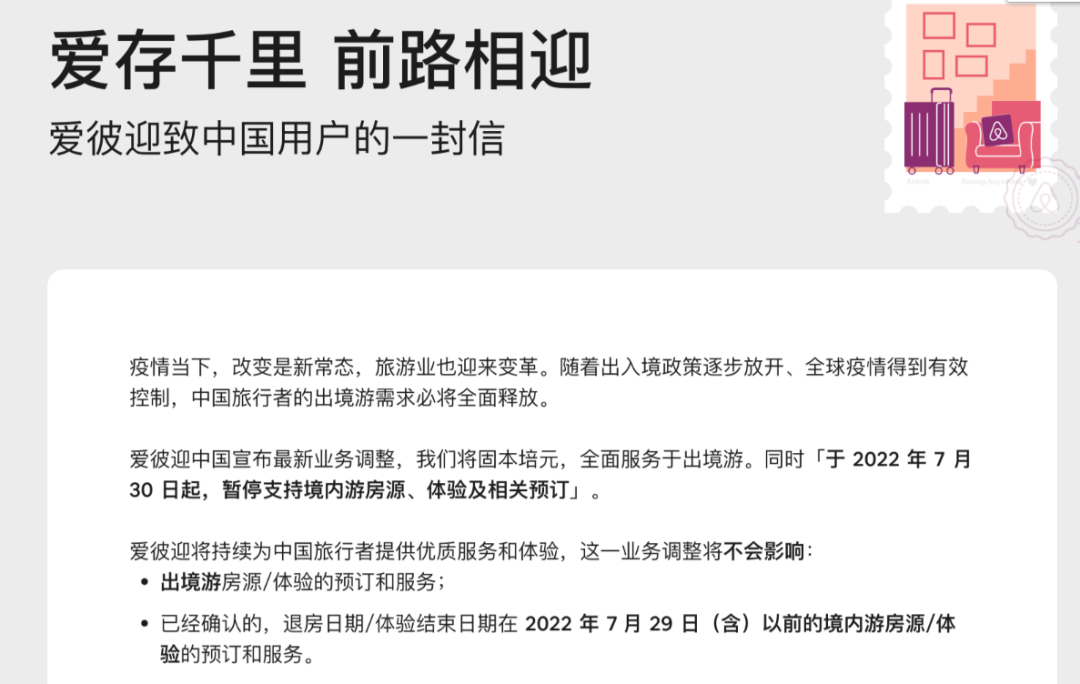 爱存千里 前路相迎
爱彼迎致中国用户的一封信
疫情当下，改变是新常态，旅游业也迎来变革。随着出入境政策逐步放开、全球疫情得到有效
控制，中国旅行者的出境游需求必将全面释放。
爱彼迎中国宣布最新业务调整，我们将固本培元，全面服务于出境游。同时「于 2022 年 7 月
30 日起，暂停支持境内游房源、体验及相关预订」。
爱彼迎将持续为中国旅行者提供优质服务和体验，这一业务调整将不会影响：
• 出境游房源/体验的预订和服务；
• 已经确认的，退房日期/体验结束日期在 2022 年 7 月 29 日（含）以前的境内游房源/体
验的预订和服务。